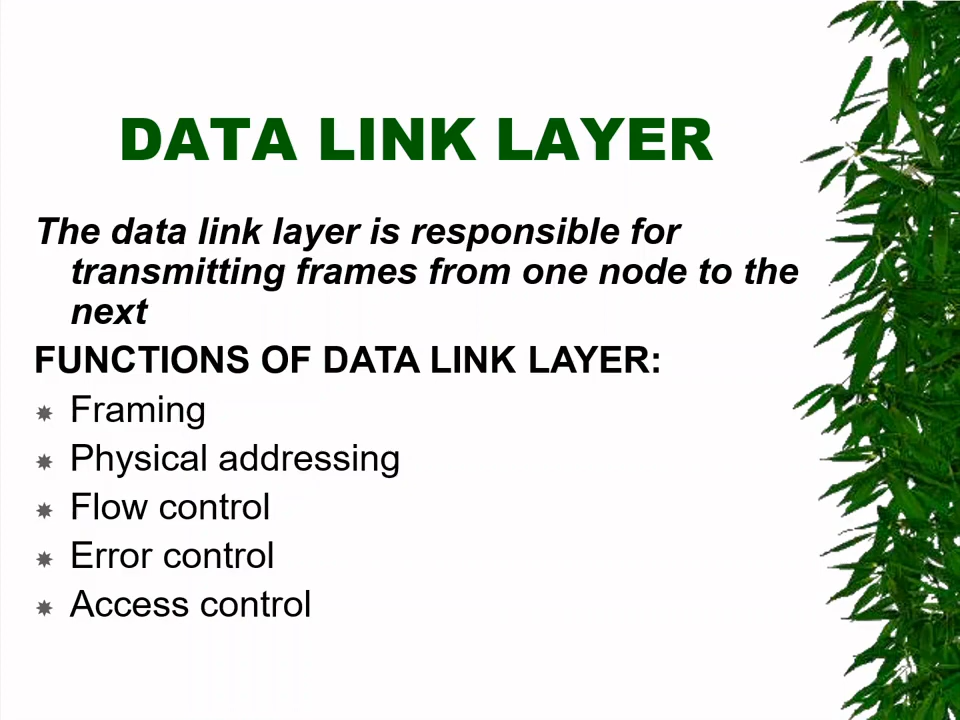 DATA LINK LAYER
The data link layer is responsible for
transmitting frames from one node to the
next
FUNCTIONS OF DATA LINK LAYER:
Framing
Physical addressing
Flow control
Error control
Access control